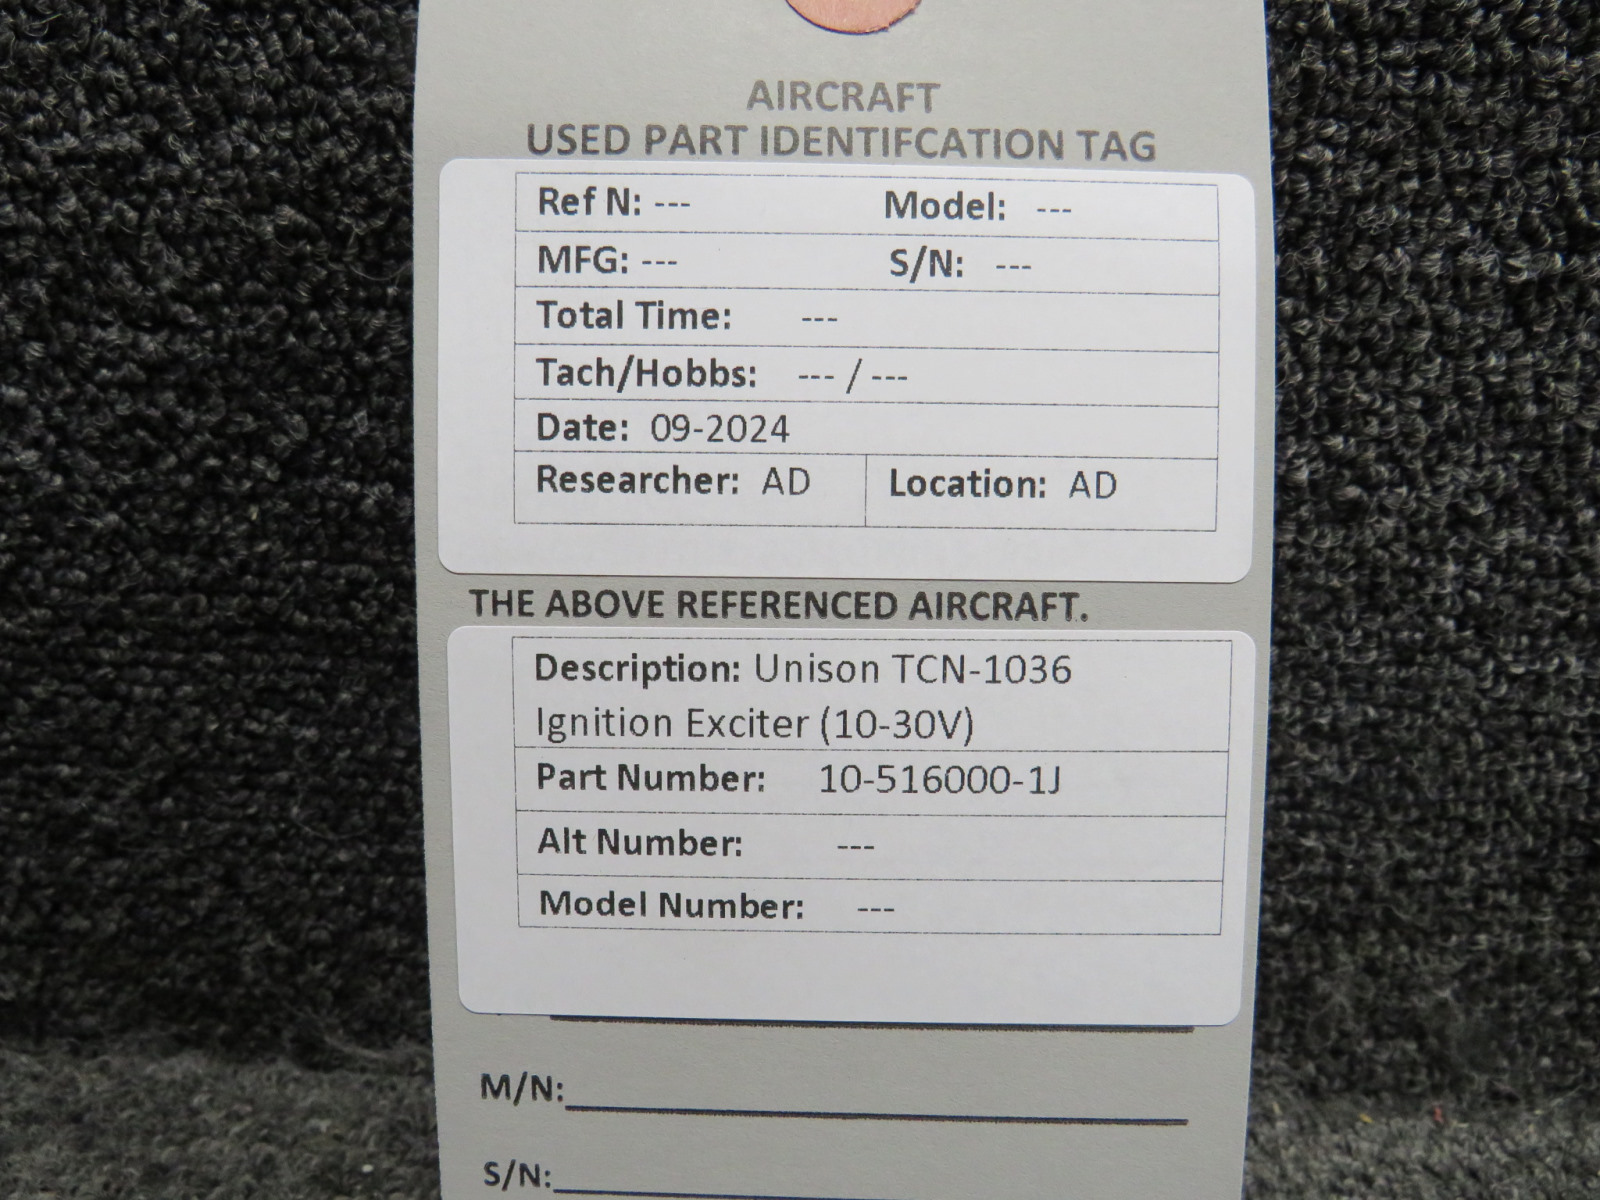 AIRCRAFT
USED PART IDENTIFCATION TAG
Ref N: --- Model: ---
MFG: --- S/N: ---
Total Time: ---
Tach/Hobbs: --- / ---
Date: 09-2024
Researcher: AD Location: AD
THE ABOVE REFERENCED AIRCRAFT.
Description: Unison TCN-1036
Ignition Exciter (10-30V)
Part Number: 10-516000-1J
Alt Number: ---
Model Number: ---
M/N:
S/N: